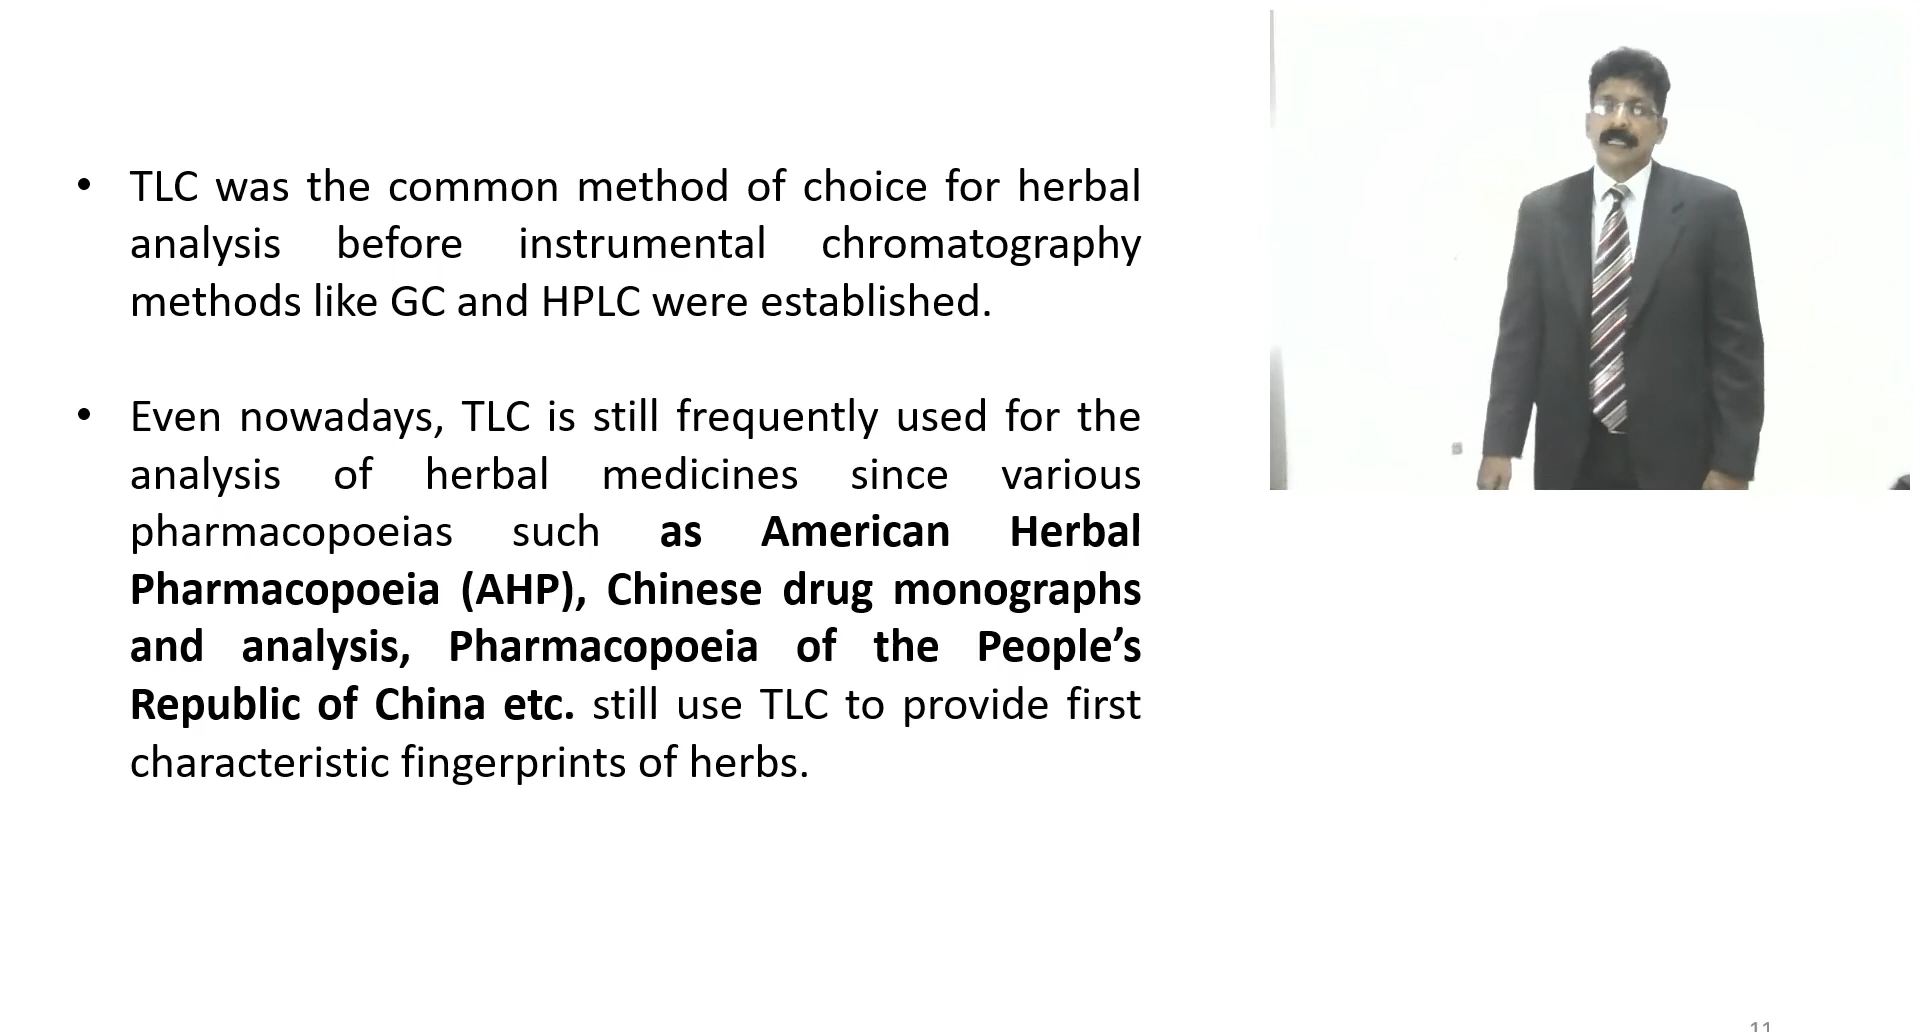 • TLC was the common method of choice for herbal
analysis before instrumental chromatography
methods like GC and HPLC were established.
• Even nowadays, TLC is still frequently used for the
analysis of herbal medicines since various
pharmacopoeias such as American Herbal
Pharmacopoeia (AHP), Chinese drug monographs
and analysis, Pharmacopoeia of the People’s
Republic of China etc. still use TLC to provide first
characteristic fingerprints of herbs.
11